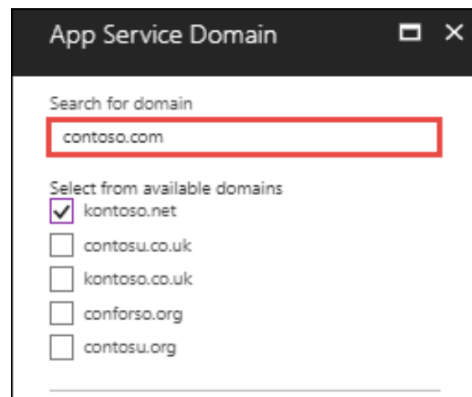 App Service Domain
Search for domain
contoso.com
Select from available domains
kontoso.net
contosu.co.uk
kontoso.co.uk
conforso.org
contosu.org